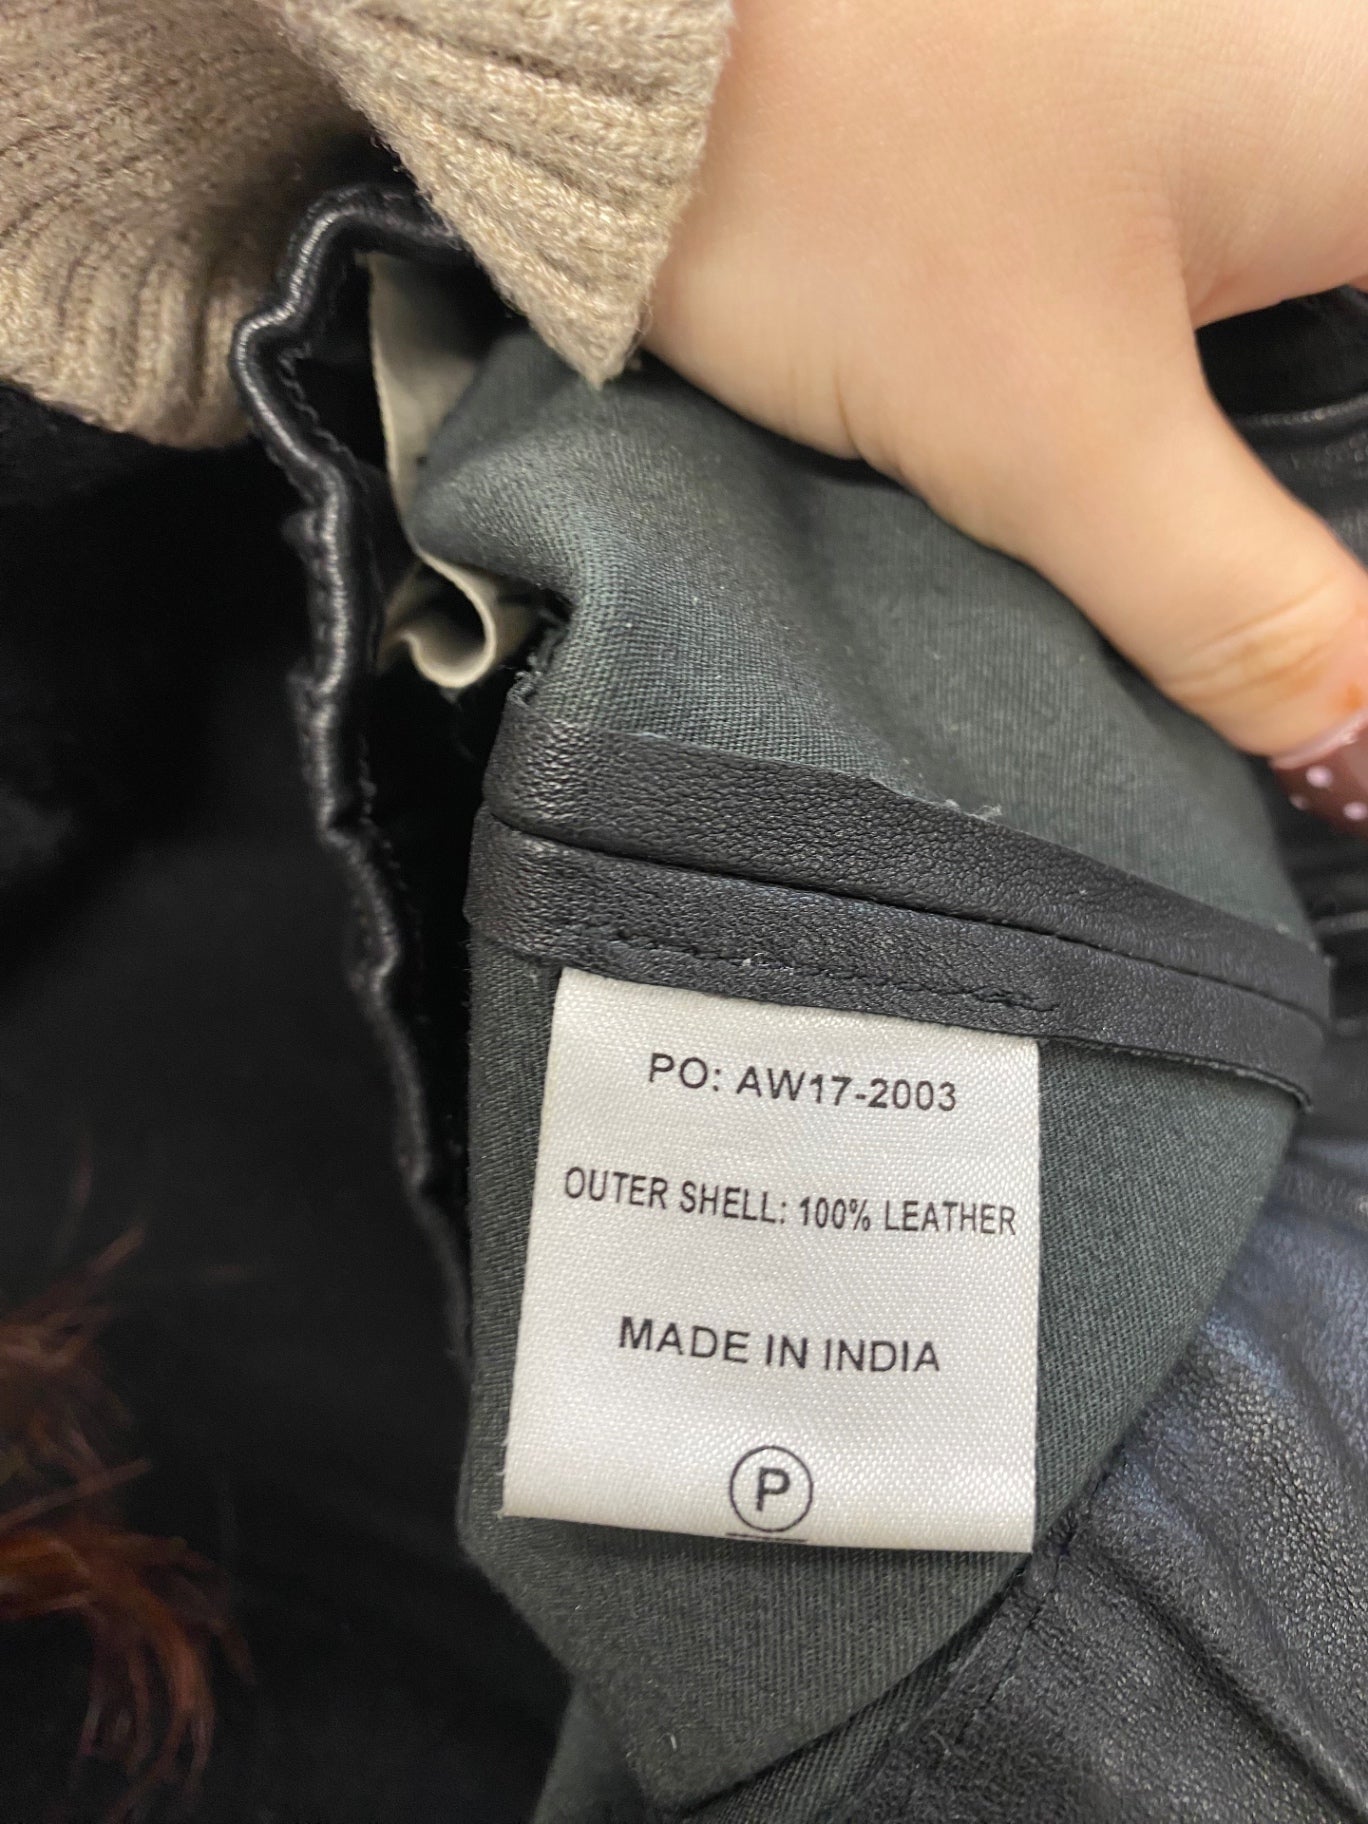 PO: AW17-2003
OUTER SHELL: 100% LEATHER
MADE IN INDIA
P